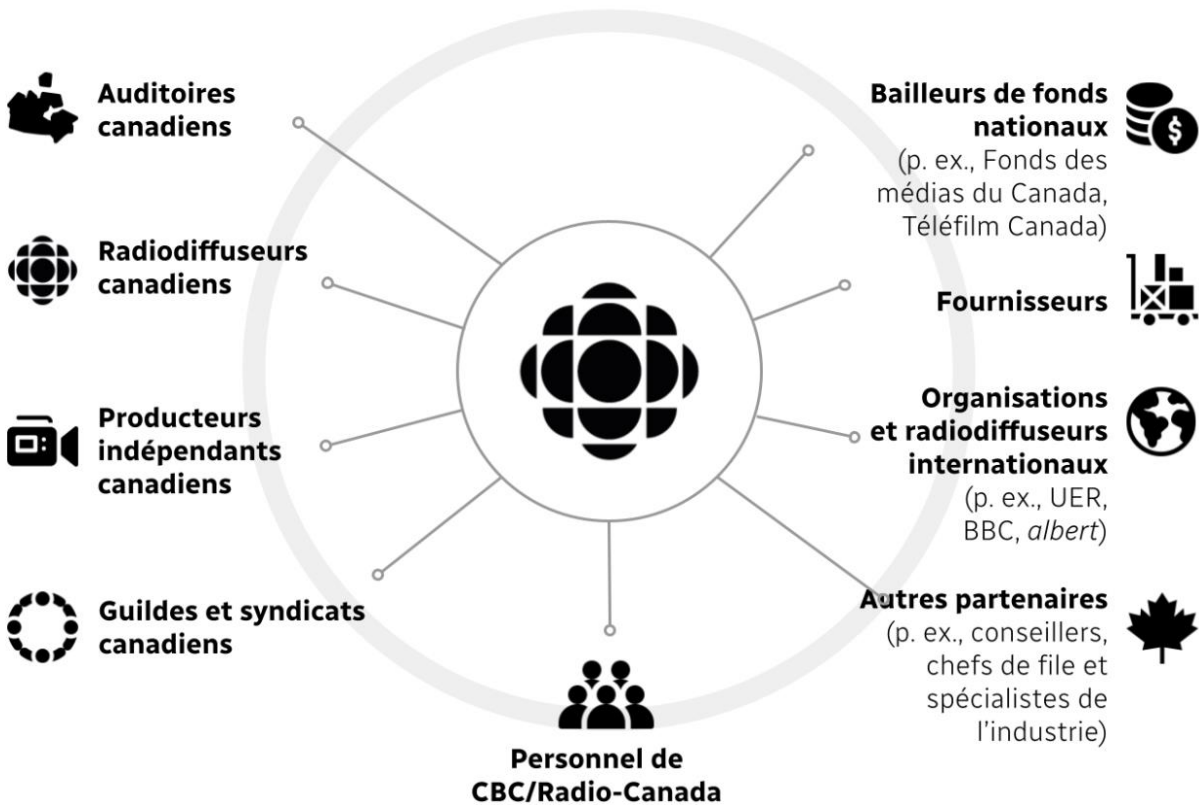 Auditoires
canadiens
Radiodiffuseurs
canadiens
Producteurs
indépendants
canadiens
Guildes et syndicats
canadiens
Personnel de
CBC/Radio-Canada
Bailleurs de fonds
nationaux
(p. ex., Fonds des
médias du Canada,
Téléfilm Canada)
$
Fournisseurs
Organisations
et radiodiffuseurs
internationaux
(p. ex., UER,
BBC, albert)
Autres partenaires
(p. ex., conseillers,
chefs de file et
spécialistes de
l'industrie)